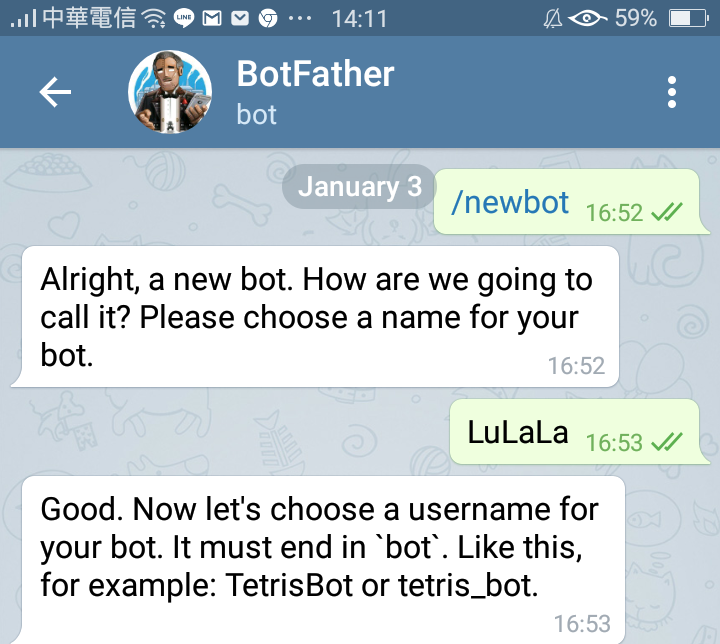 中華電信 LINE 14:11 59%
BotFather
bot
January 3
/newbot 16:52
Alright, a new bot. How are we going to
call it? Please choose a name for your
bot.
16:52
LuLaLa 16:53
Good. Now let's choose a username for
your bot. It must end in `bot`. Like this,
for example: TetrisBot or tetris_bot.
16:53